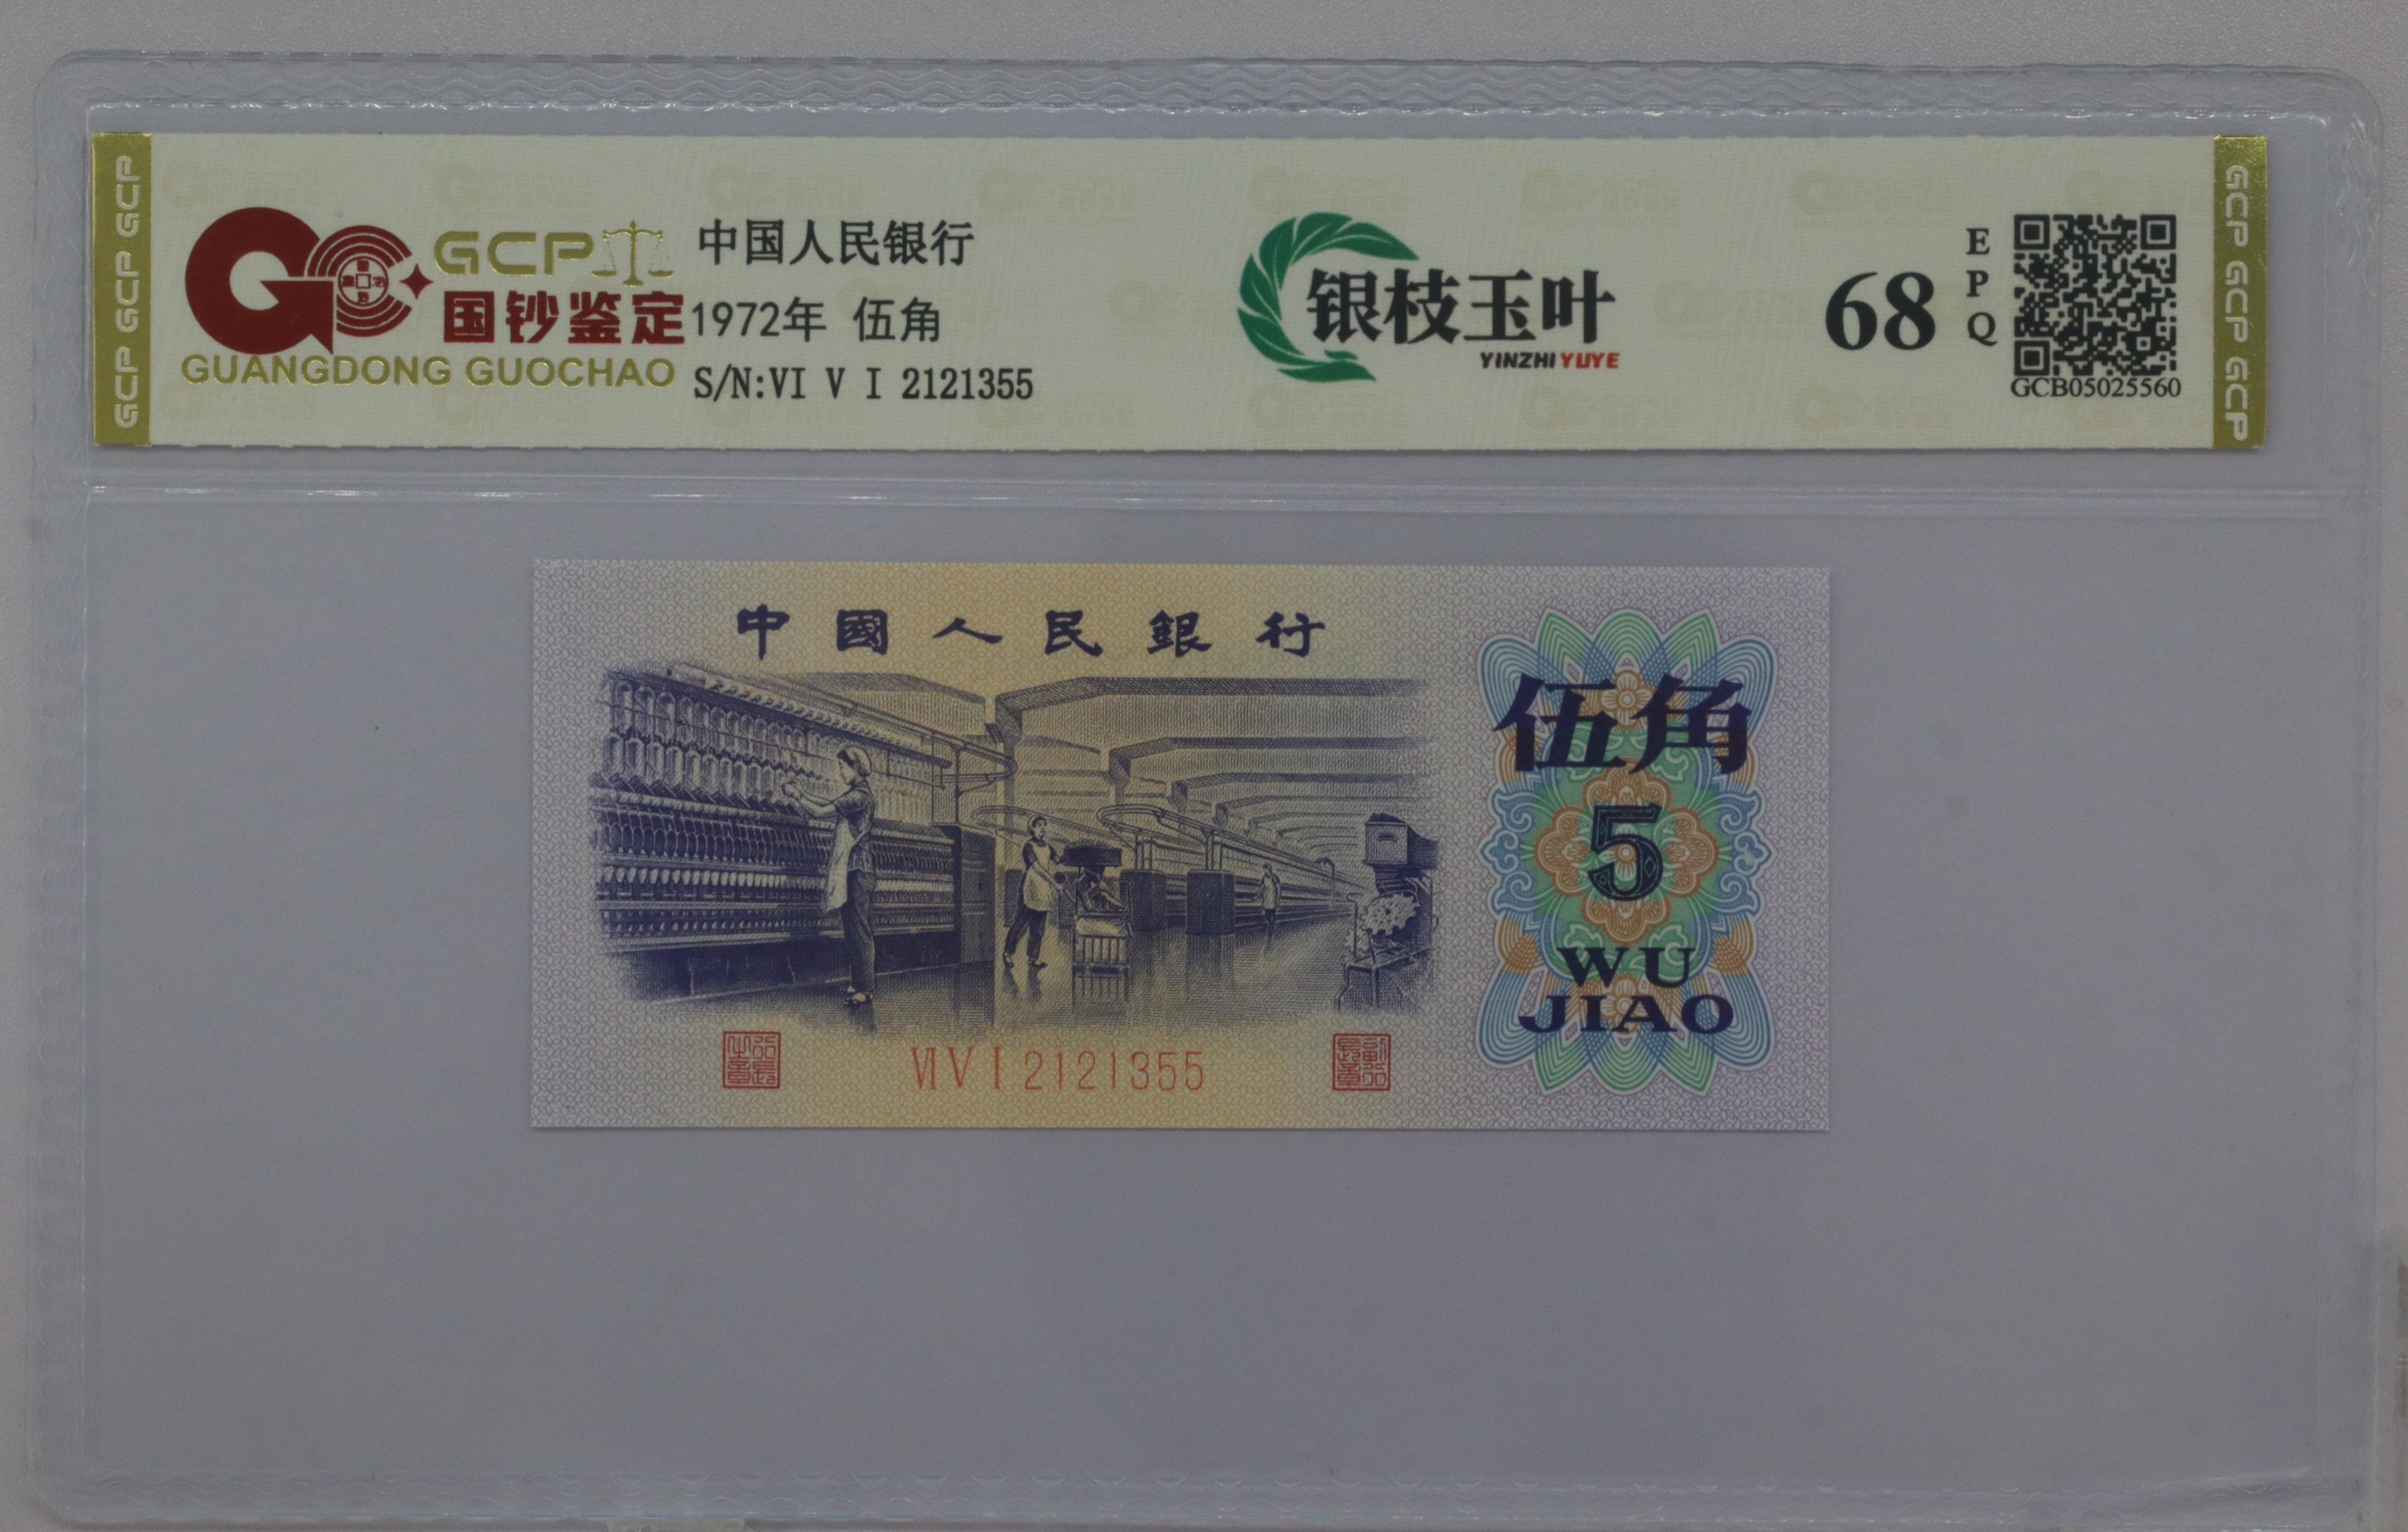 GCP GCP GCP
GCP
国钞鉴定
GUANGDONG GUOCHAO
中国人民银行
1972年 伍角
S/N:VI V I 2121355
银枝玉叶
YINZHI YUYE
68
EPQ
GCB05025560
GCP GCP GCP
中國人民銀行
伍角
5
WU
JIAO
VI V I 2121355